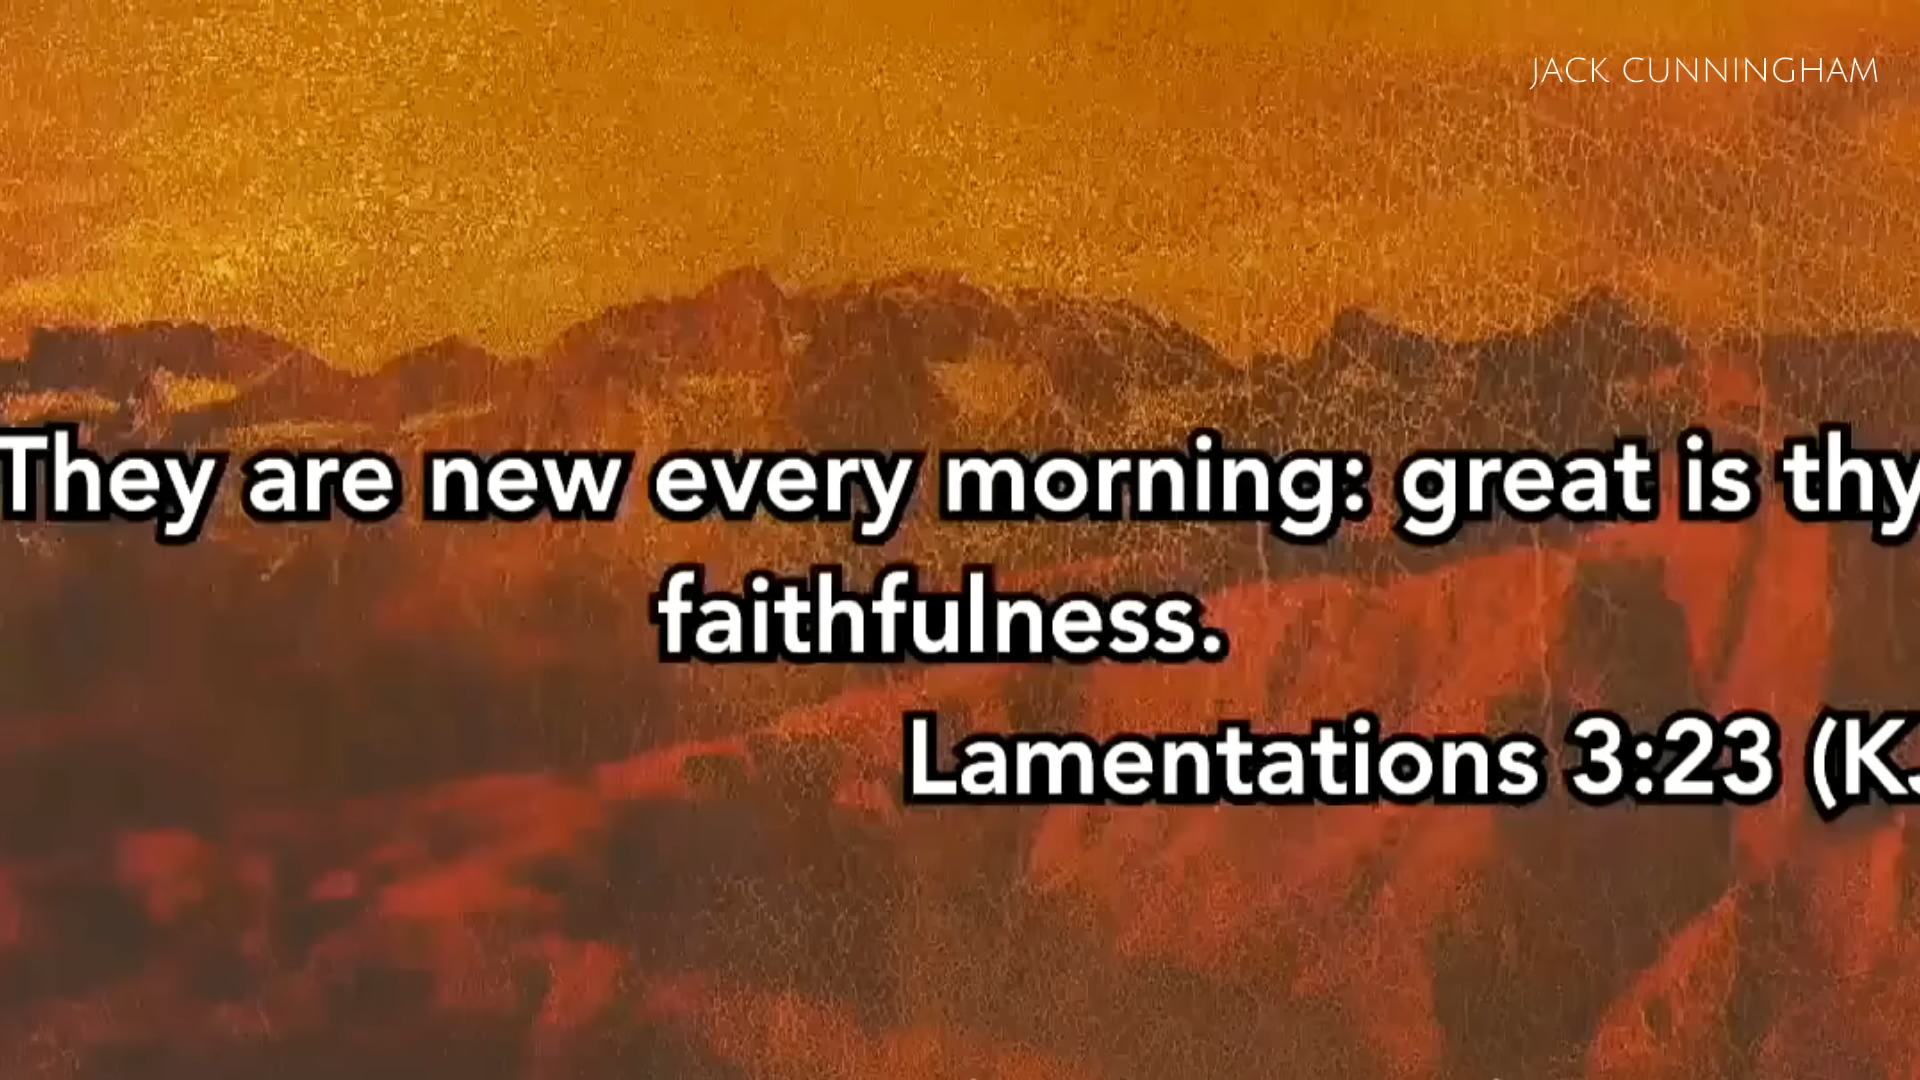 JACK CUNNINGHAM
They are new every morning: great is thy
faithfulness.
Lamentations 3:23